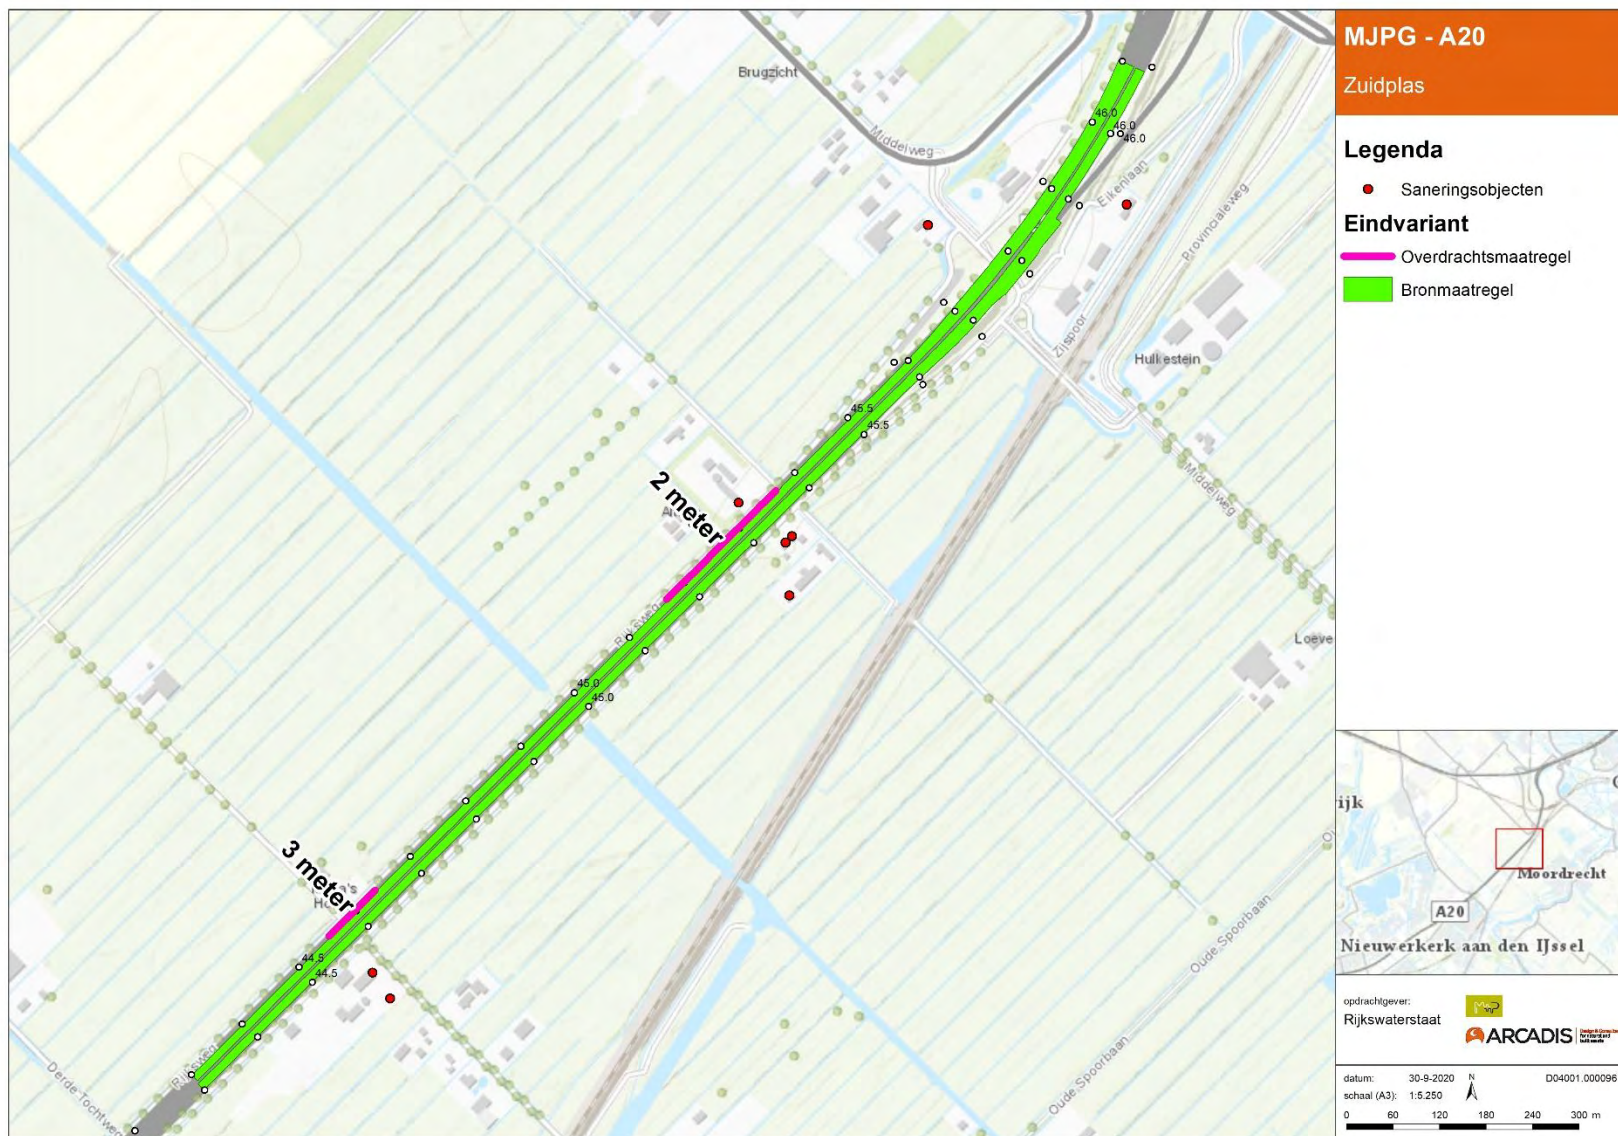 MJPG - A20
Zuidplas
Legenda
Saneringsobjecten
Eindvariant
Overdrachtsmaatregel
Bronmaatregel
Brugzicht
Middelweg
46.0
46.0
46.0
Eikenlaan
Provincialeweg
Zijspoor
Hulkestein
Middelweg
45.5
45.5
2 meter
Rijksweg
Loeve
45.0
45.0
3 meter
44.5
44.5
Rijksweg
Derde Tochtweg
Oude Spoorbaan
Oude Spoorbaan
ijk
Moordrecht
A20
Nieuwerkerk aan den IJssel
opdrachtgever:
Rijkswaterstaat
ARCADIS
datum: 30-9-2020 N D04001.000096
schaal (A3): 1:5.250
0 60 120 180 240 300 m